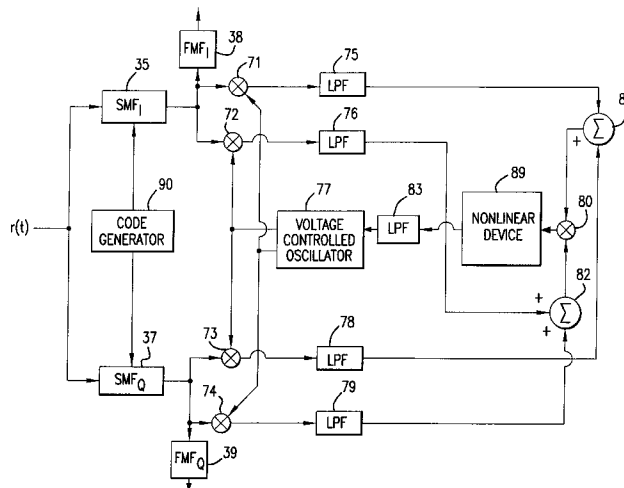 38
FMF_I
71
75
LPF
35
SMF_I
72
76
LPF
8
Σ
+
90
CODE
GENERATOR
r(t)
77
VOLTAGE
CONTROLLED
OSCILLATOR
83
LPF
89
NONLINEAR
DEVICE
80
82
Σ
+
+
37
SMF_Q
73
78
LPF
74
79
LPF
FMF_Q
39